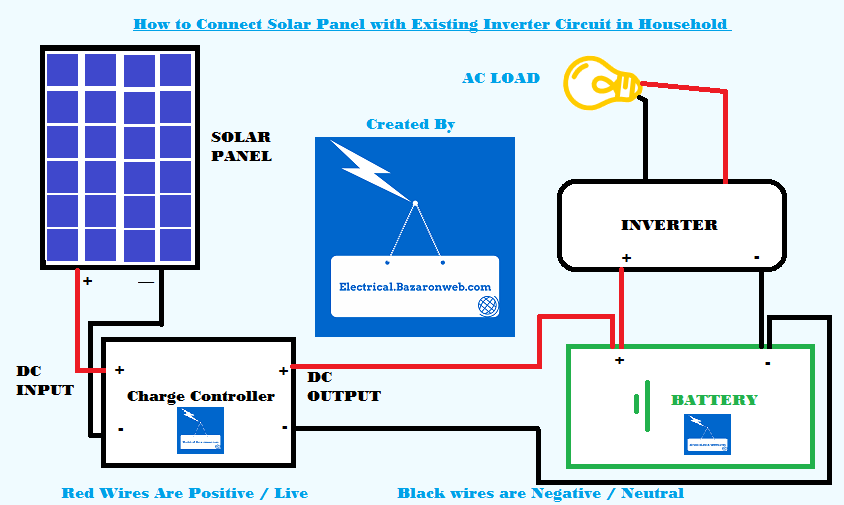 How to Connect Solar Panel with Existing Inverter Circuit in Household
AC LOAD
Created By
SOLAR
PANEL
INVERTER
+ -
Electrical.Bazaronweb.com
+ —
DC
INPUT
+ +
Charge Controller
- -
DC
OUTPUT
+ -
BATTERY
Red Wires Are Positive / Live
Black wires are Negative / Neutral